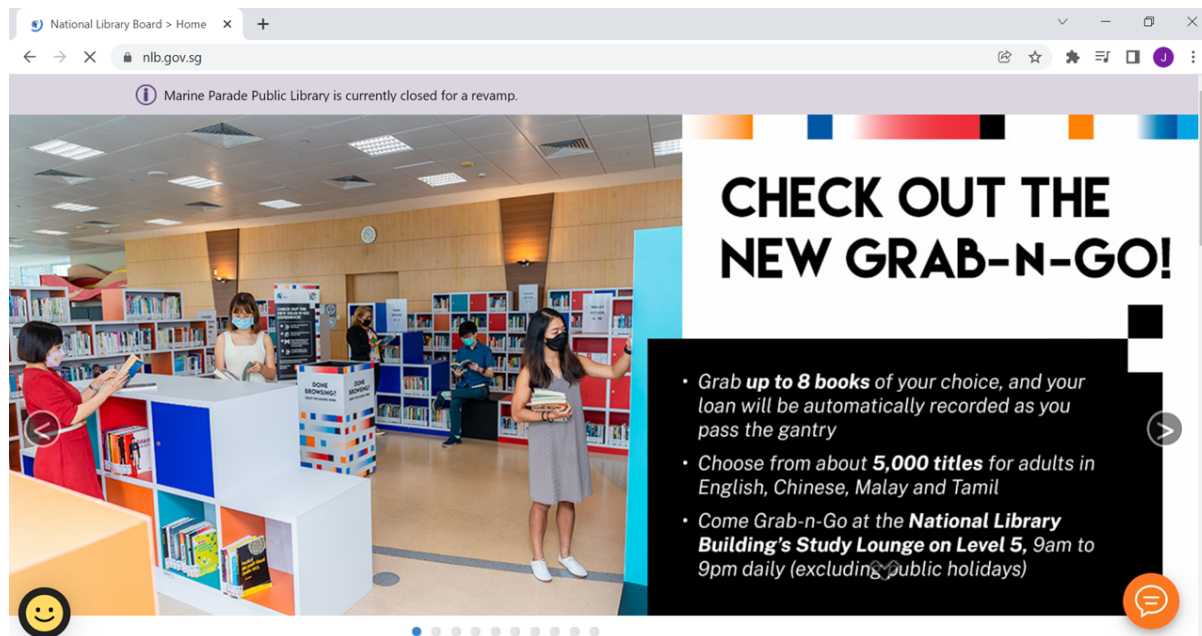 National Library Board > Home
nlb.gov.sg
J
Marine Parade Public Library is currently closed for a revamp.
CHECK OUT THE
NEW GRAB-N-GO!
DONE
BROWSING?
DONE
BROWSING?
Grab up to 8 books of your choice, and your
loan will be automatically recorded as you
pass the gantry
Choose from about 5,000 titles for adults in
English, Chinese, Malay and Tamil
Come Grab-n-Go at the National Library
Building's Study Lounge on Level 5, 9am to
9pm daily (excluding public holidays)